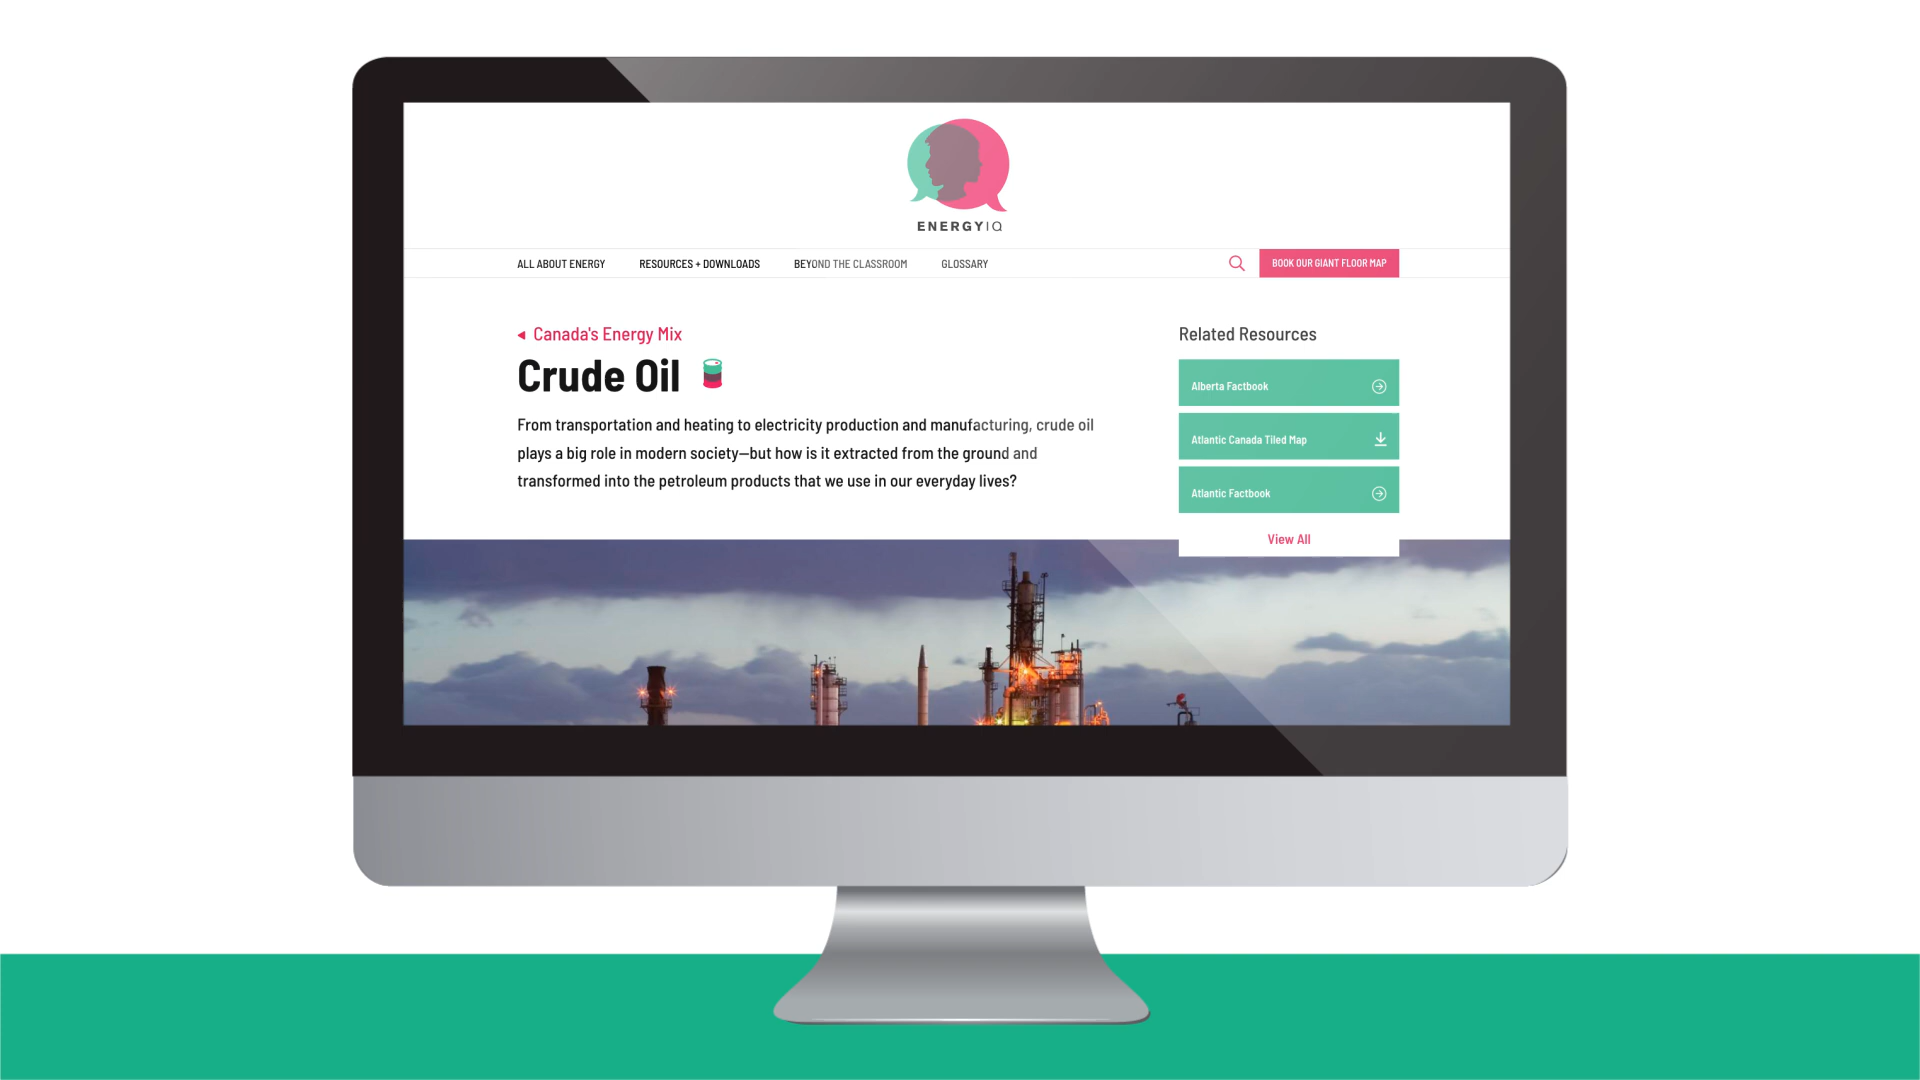 ENERGYIQ
ALL ABOUT ENERGY
RESOURCES + DOWNLOADS
BEYOND THE CLASSROOM
GLOSSARY
BOOK OUR GIANT FLOOR MAP
Canada's Energy Mix
Crude Oil
From transportation and heating to electricity production and manufacturing, crude oil
plays a big role in modern society—but how is it extracted from the ground and
transformed into the petroleum products that we use in our everyday lives?
Related Resources
Alberta Factbook
Atlantic Canada Tiled Map
Atlantic Factbook
View All